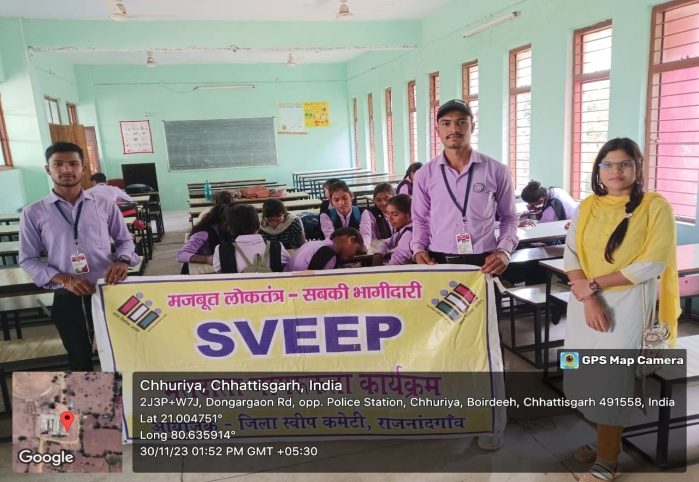 मजबूत लोकतंत्र - सबकी भागीदारी
SVEEP
कार्यक्रम
आयोजक - जिला स्वीप कमेटी, राजनांदगाँव
GPS Map Camera
Chhuriya, Chhattisgarh, India
2J3P+W7J, Dongargaon Rd, opp. Police Station, Chhuriya, Boirdeeh, Chhattisgarh 491558, India
Lat 21.004751°
Long 80.635914°
30/11/23 01:52 PM GMT +05:30
Google